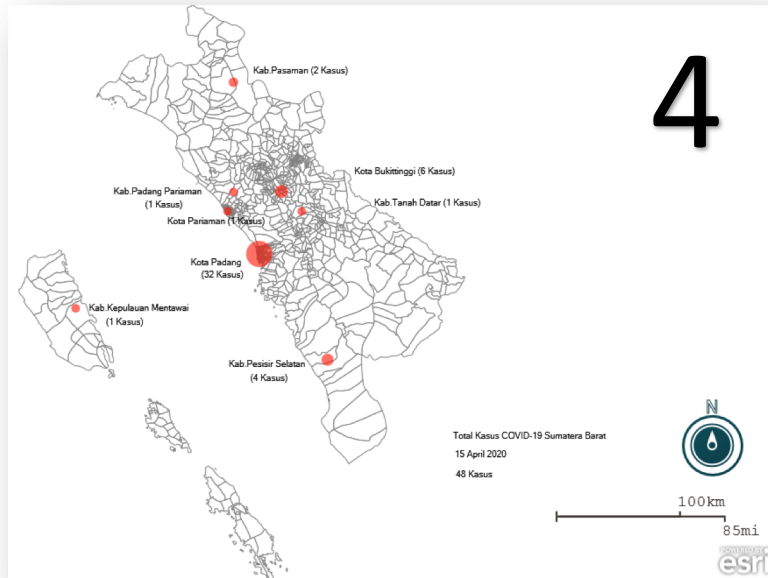 4
Kab.Pasaman (2 Kasus)
Kota Bukittinggi (6 Kasus)
Kab.Padang Pariaman
(1 Kasus)
Kab.Tanah Datar (1 Kasus)
Kota Pariaman (1 Kasus)
Kota Padang
(32 Kasus)
Kab.Kepulauan Mentawai
(1 Kasus)
Kab.Pesisir Selatan
(4 Kasus)
Total Kasus COVID-19 Sumatera Barat
15 April 2020
48 Kasus
N
100km
85mi
POWERED BY
esri